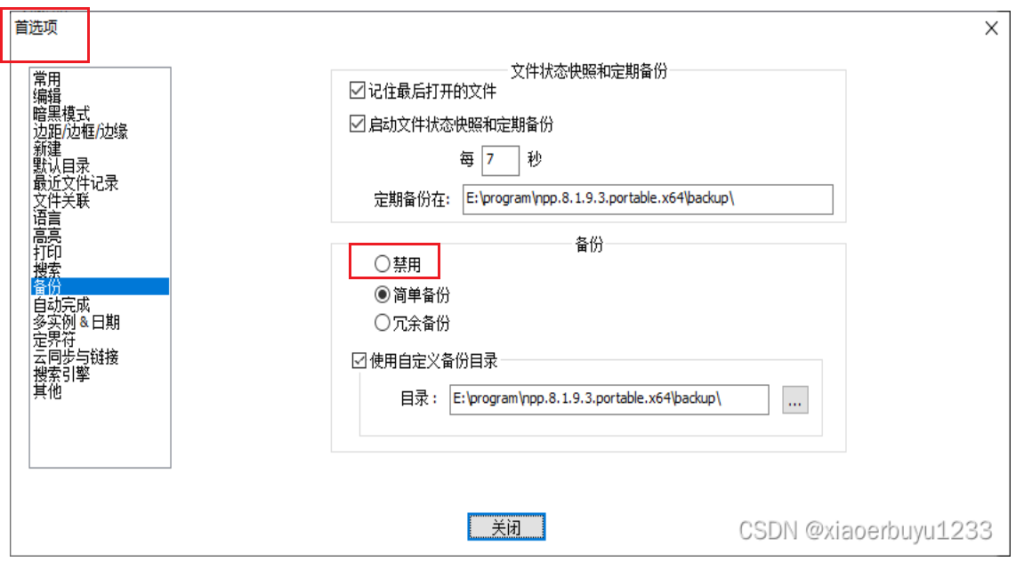 首选项
常用
编辑
暗黑模式
边距/边框/边缘
新建
默认目录
最近文件记录
文件关联
语言
高亮
打印
搜索
备份
自动完成
多实例 & 日期
定界符
云同步与链接
搜索引擎
其他
文件状态快照和定期备份
记住最后打开的文件
启动文件状态快照和定期备份
每 7 秒
定期备份在: E:\program\npp.8.1.9.3.portable.x64\backup\
备份
禁用
简单备份
冗余备份
使用自定义备份目录
目录： E:\program\npp.8.1.9.3.portable.x64\backup\ ...
关闭
CSDN @xiaoerbuyu1233